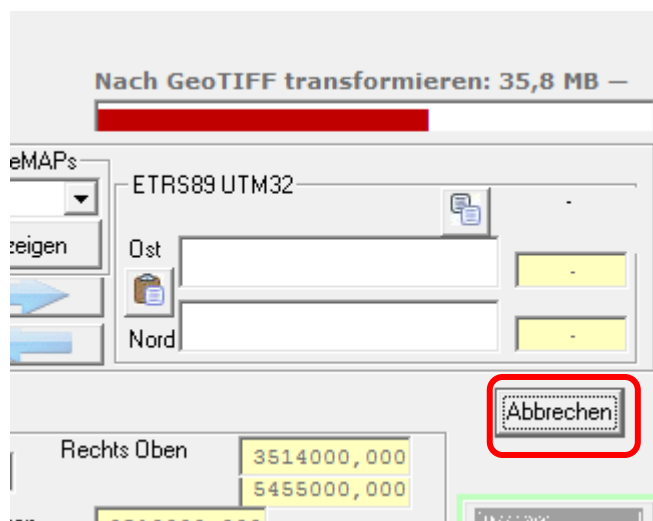 Nach GeoTIFF transformieren: 35,8 MB —
eMAPs
ETRS89 UTM32
-
zeigen
Ost
-
Nord
-
Abbrechen
Rechts Oben
3514000,000
5455000,000